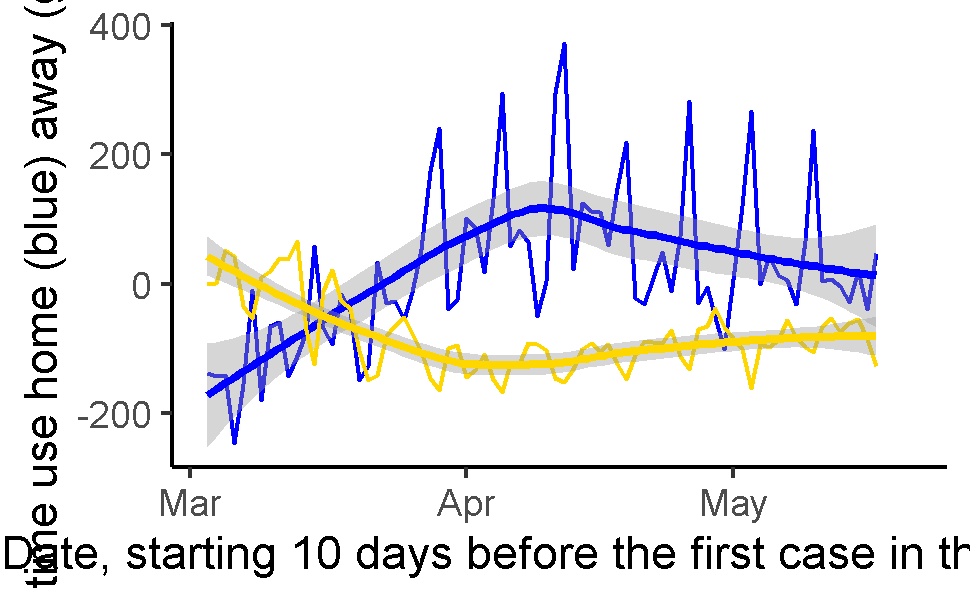 time use home (blue) away (
400
200
0
-200
Mar
Apr
May
Date, starting 10 days before the first case in